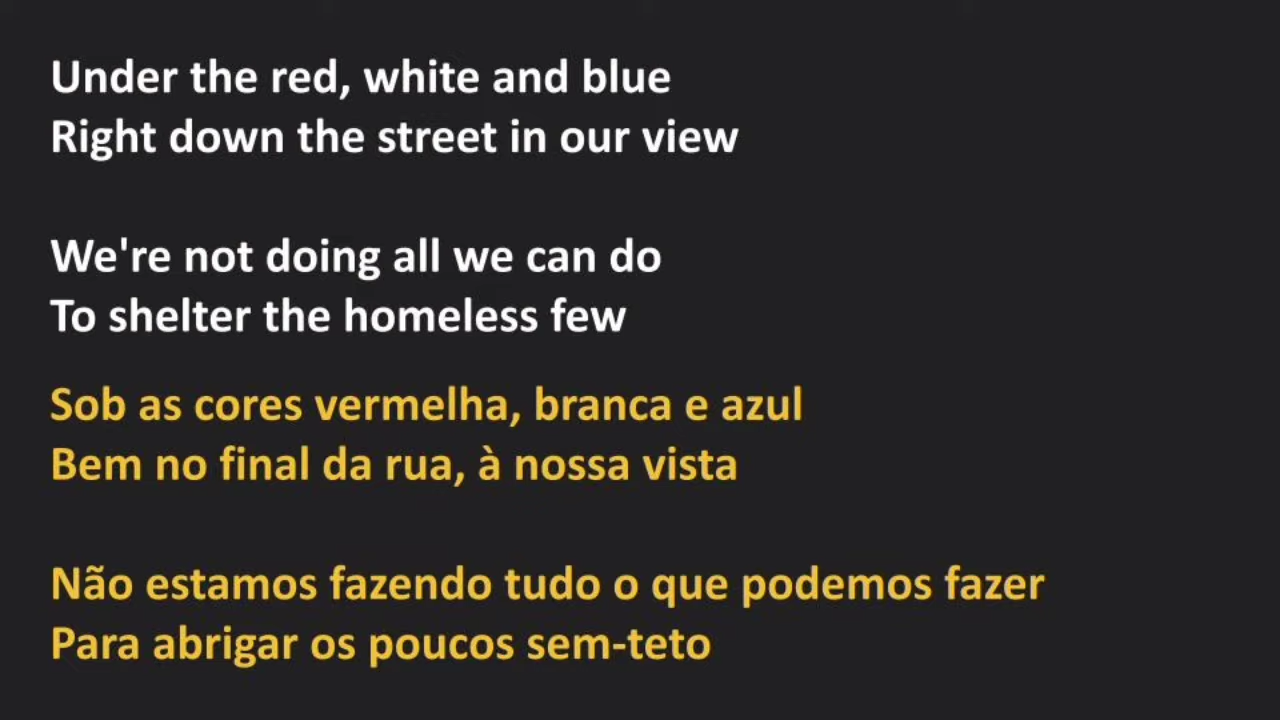 Under the red, white and blue
Right down the street in our view
We're not doing all we can do
To shelter the homeless few
Sob as cores vermelha, branca e azul
Bem no final da rua, à nossa vista
Não estamos fazendo tudo o que podemos fazer
Para abrigar os poucos sem-teto